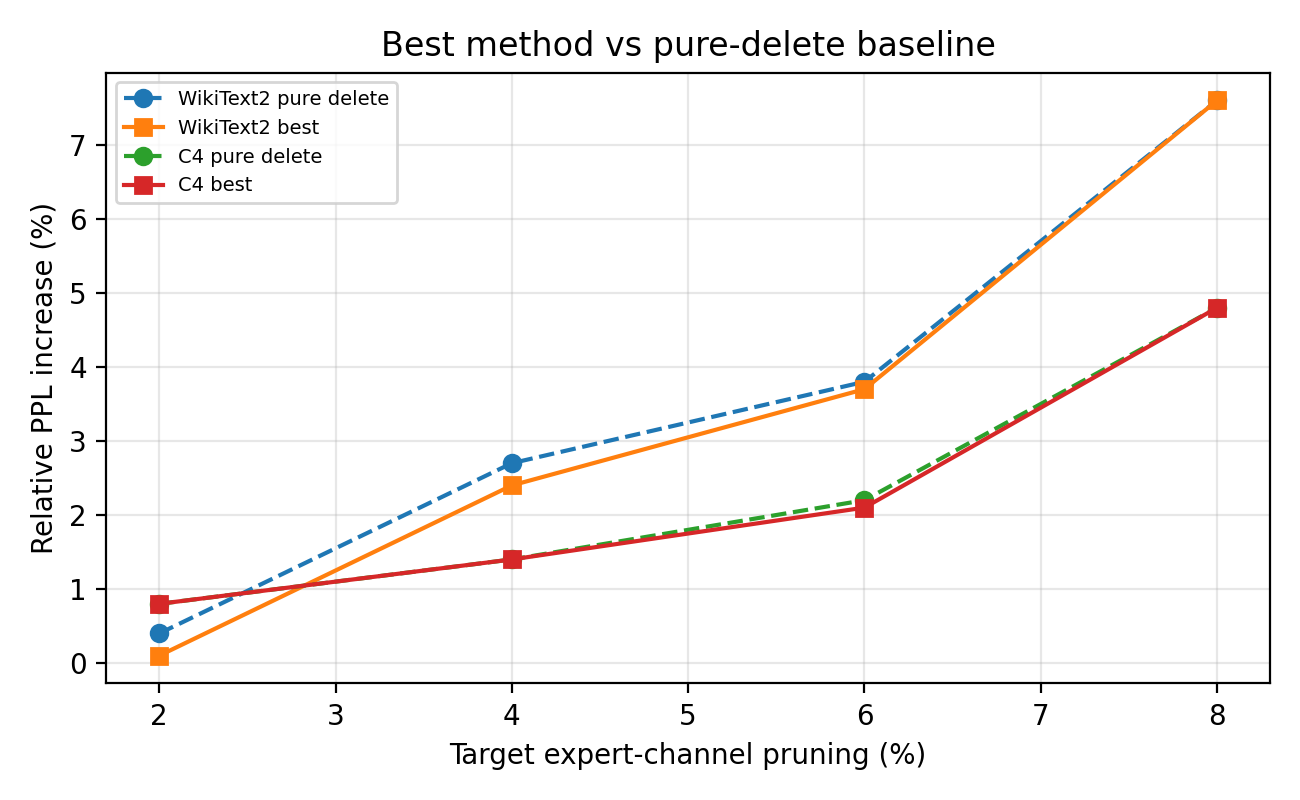 Best method vs pure-delete baseline
WikiText2 pure delete
WikiText2 best
C4 pure delete
C4 best
Relative PPL increase (%)
7
6
5
4
3
2
1
0
2 3 4 5 6 7 8
Target expert-channel pruning (%)